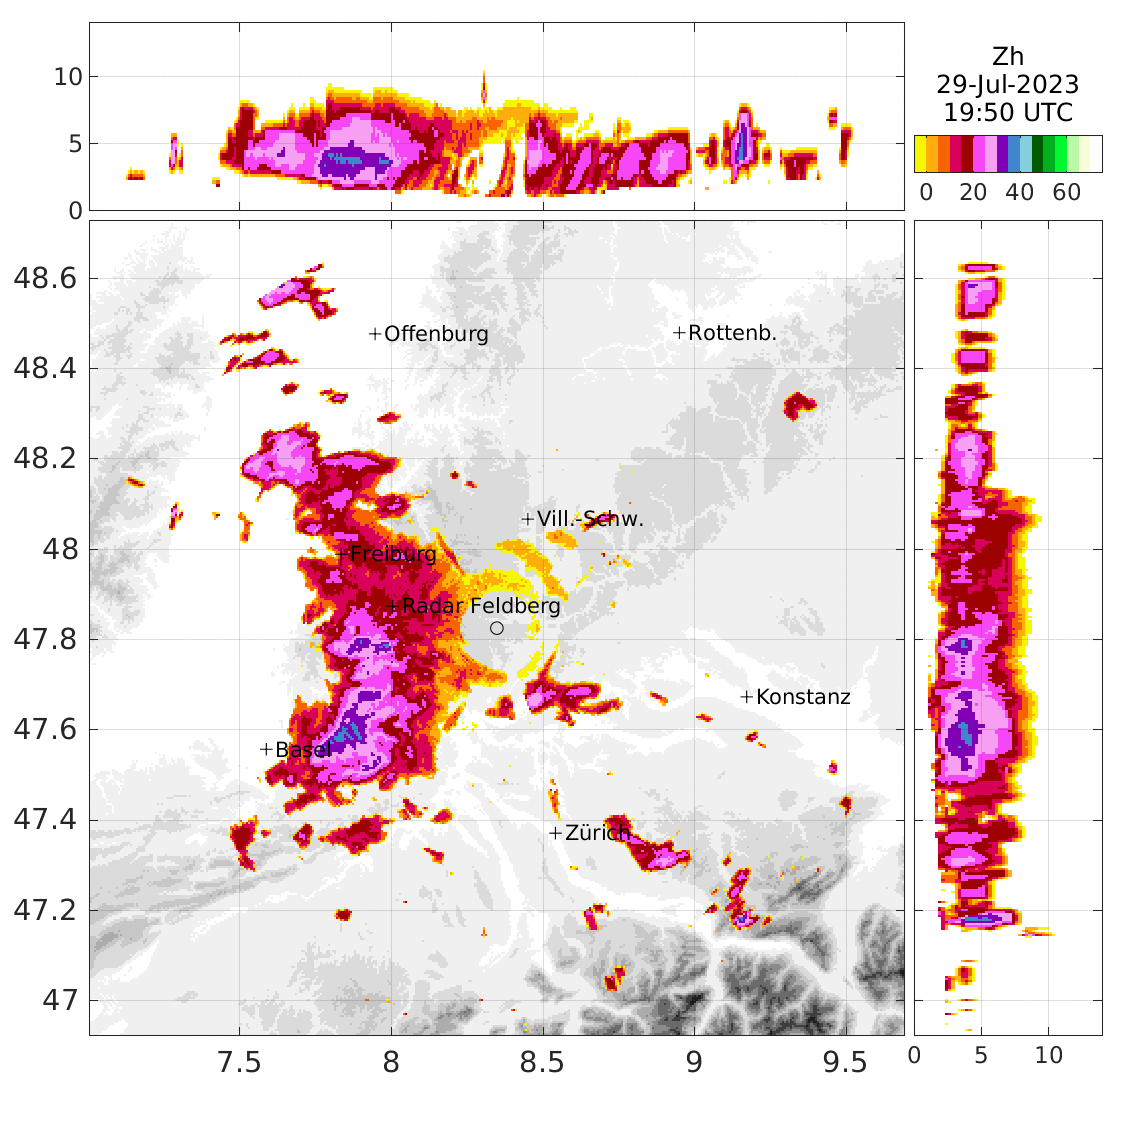 Zh
29-Jul-2023
19:50 UTC
0 20 40 60
10
5
0
48.6
48.4
48.2
48
47.8
47.6
47.4
47.2
47
+Offenburg
+Rottenb.
+Vill.-Schw.
+Freiburg
+Radar Feldberg
+Konstanz
+Basel
+Zürich
7.5 8 8.5 9 9.5
0 5 10